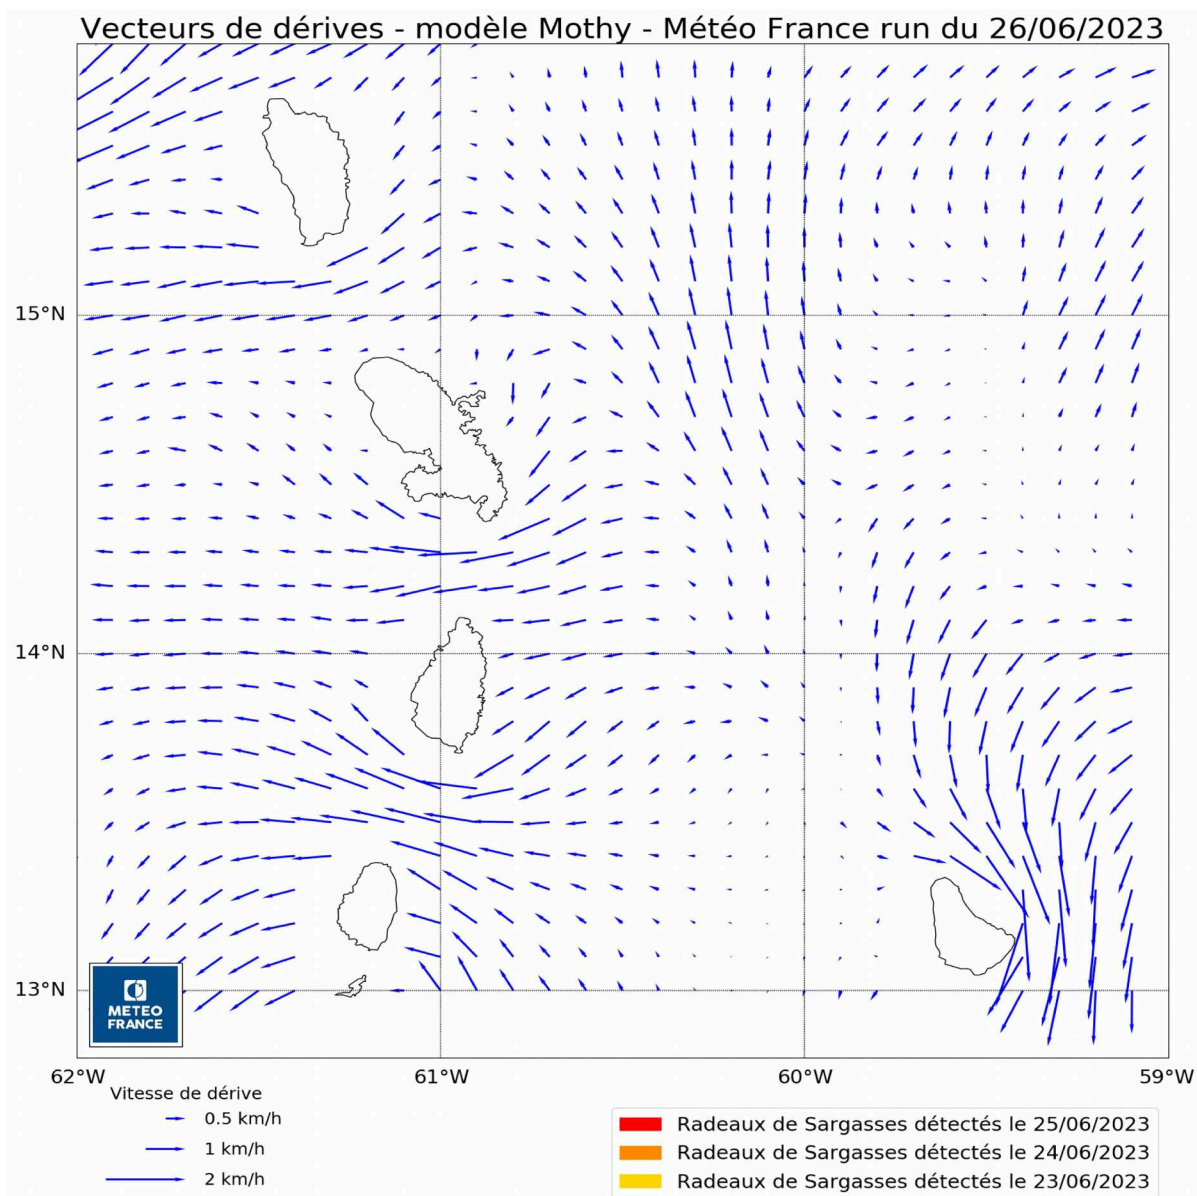 Vecteurs de dérives - modèle Mothy - Météo France run du 26/06/2023
15°N
14°N
13°N
METEO
FRANCE
62°W
61°W
60°W
59°W
Vitesse de dérive
0.5 km/h
1 km/h
2 km/h
Radeaux de Sargasses détectés le 25/06/2023
Radeaux de Sargasses détectés le 24/06/2023
Radeaux de Sargasses détectés le 23/06/2023